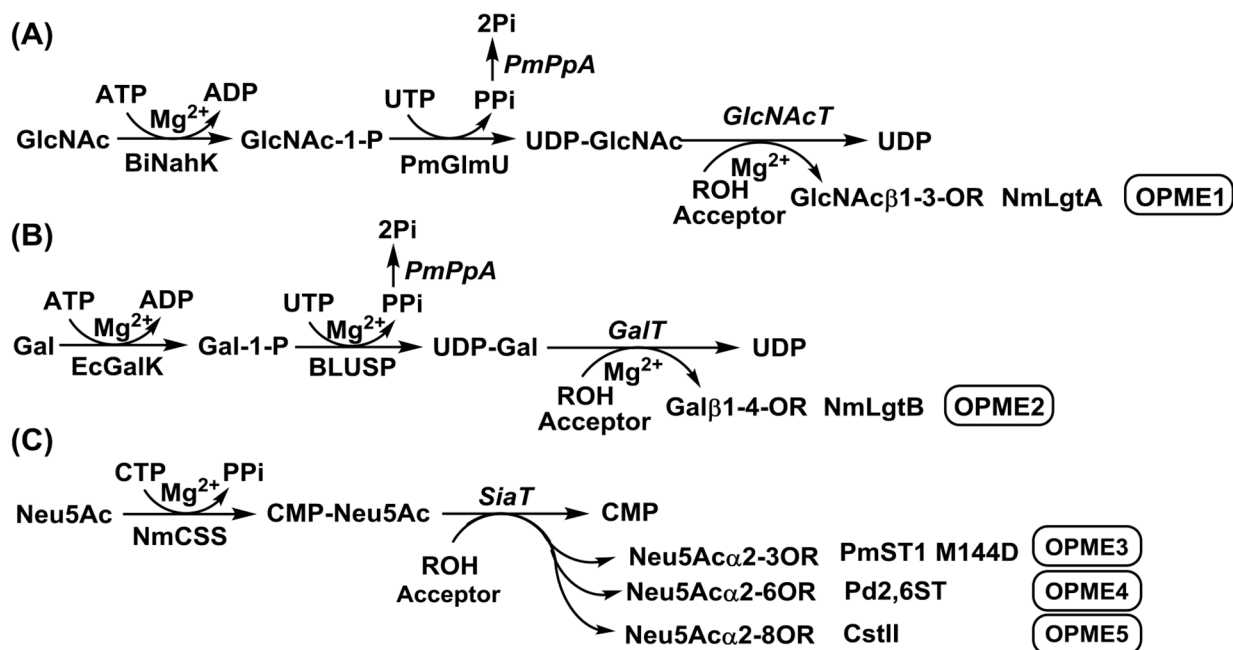 (A)
2Pi
PmPpA
ATP Mg2+ ADP UTP PPi
GlcNAc GlcNAc-1-P UDP-GlcNAc GlcNAcT UDP
BiNahK PmGlmU
ROH Mg2+
Acceptor GlcNAcβ1-3-OR NmLgtA OPME1
(B)
2Pi
PmPpA
ATP Mg2+ ADP UTP Mg2+ PPi
Gal Gal-1-P UDP-Gal GalT UDP
EcGalK BLUSP
ROH Mg2+
Acceptor Galβ1-4-OR NmLgtB OPME2
(C)
CTP Mg2+ PPi
Neu5Ac CMP-Neu5Ac SiaT CMP
NmCSS
ROH
Acceptor
Neu5Acα2-3OR PmST1 M144D OPME3
Neu5Acα2-6OR Pd2,6ST OPME4
Neu5Acα2-8OR CstII OPME5